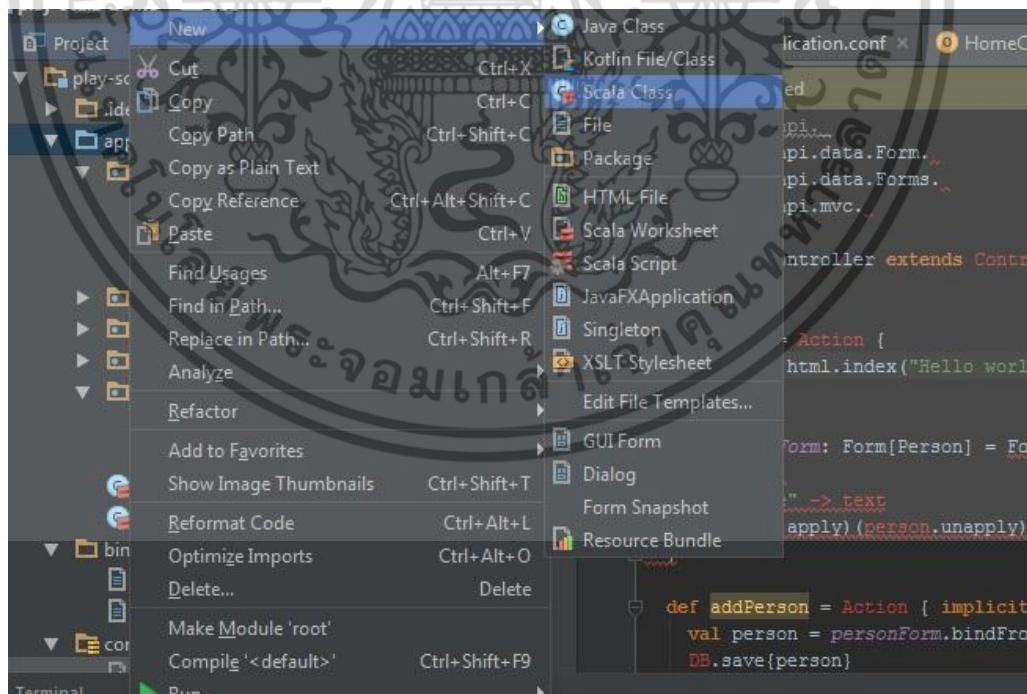 Project
play-sc
.ide
app
bin
cor
Terminal
New
Cut Ctrl+X
Copy Ctrl+C
Copy Path Ctrl+Shift+C
Copy as Plain Text
Copy Reference Ctrl+Alt+Shift+C
Paste Ctrl+V
Find Usages Alt+F7
Find in Path... Ctrl+Shift+F
Replace in Path... Ctrl+Shift+R
Analyze
Refactor
Add to Favorites
Show Image Thumbnails Ctrl+Shift+T
Reformat Code Ctrl+Alt+L
Optimize Imports Ctrl+Alt+O
Delete... Delete
Make Module 'root'
Compile '<default>' Ctrl+Shift+F9
Run
Java Class
Kotlin File/Class
Scala Class
File
Package
HTML File
Scala Worksheet
Scala Script
JavaFXApplication
Singleton
XSLT Stylesheet
Edit File Templates...
GUI Form
Dialog
Form Snapshot
Resource Bundle
lication.conf HomeC
ed
api._
api.data.Form._
api.data.Forms._
api.mvc._
ontroller extends Contr
= Action {
html.index("Hello worl
Form: Form[Person] = Fo
" -> text
apply)(person.unapply)
def addPerson = Action { implicit
val person = personForm.bindFro
DB.save{person}